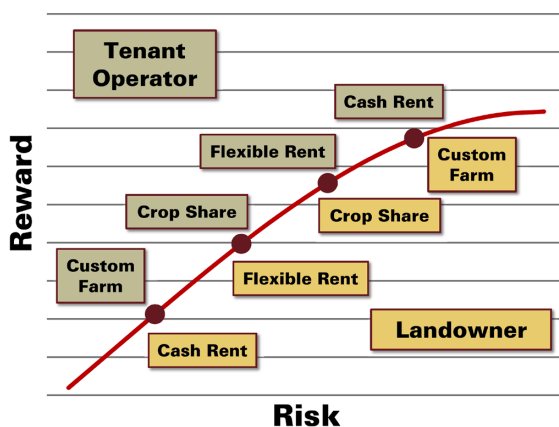 Tenant
Operator
Cash Rent
Flexible Rent
Custom
Farm
Crop Share
Crop Share
Custom
Farm
Flexible Rent
Landowner
Cash Rent
Reward
Risk